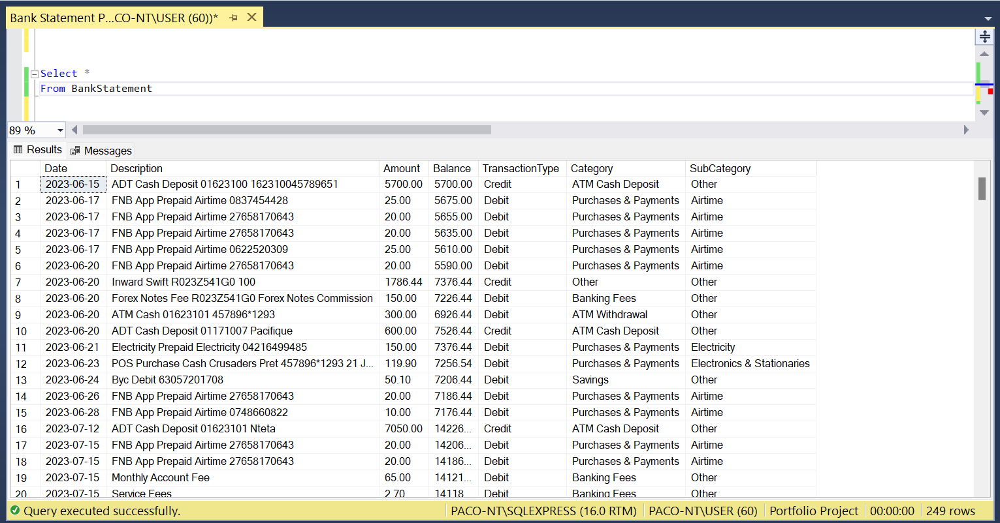 Bank Statement P...CO-NT\USER (60))*
Select *
From BankStatement
89 %
Results Messages
Date Description Amount Balance TransactionType Category SubCategory
1 2023-06-15 ADT Cash Deposit 01623100 162310045789651 5700.00 5700.00 Credit ATM Cash Deposit Other
2 2023-06-17 FNB App Prepaid Airtime 0837454428 25.00 5675.00 Debit Purchases & Payments Airtime
3 2023-06-17 FNB App Prepaid Airtime 27658170643 20.00 5655.00 Debit Purchases & Payments Airtime
4 2023-06-17 FNB App Prepaid Airtime 27658170643 20.00 5635.00 Debit Purchases & Payments Airtime
5 2023-06-17 FNB App Prepaid Airtime 0622520309 25.00 5610.00 Debit Purchases & Payments Airtime
6 2023-06-20 FNB App Prepaid Airtime 27658170643 20.00 5590.00 Debit Purchases & Payments Airtime
7 2023-06-20 Inward Swift R023Z541G0 100 1786.44 7376.44 Credit Other Other
8 2023-06-20 Forex Notes Fee R023Z541G0 Forex Notes Commission 150.00 7226.44 Debit Banking Fees Other
9 2023-06-20 ATM Cash 01623101 457896*1293 300.00 6926.44 Debit ATM Withdrawal Other
10 2023-06-20 ADT Cash Deposit 01171007 Pacifique 600.00 7526.44 Credit ATM Cash Deposit Other
11 2023-06-21 Electricity Prepaid Electricity 04216499485 150.00 7376.44 Debit Purchases & Payments Electricity
12 2023-06-23 POS Purchase Cash Crusaders Pret 457896*1293 21 J... 119.90 7256.54 Debit Purchases & Payments Electronics & Stationaries
13 2023-06-24 Byc Debit 63057201708 50.10 7206.44 Debit Savings Other
14 2023-06-26 FNB App Prepaid Airtime 27658170643 20.00 7186.44 Debit Purchases & Payments Airtime
15 2023-06-28 FNB App Prepaid Airtime 0748660822 10.00 7176.44 Debit Purchases & Payments Airtime
16 2023-07-12 ADT Cash Deposit 01623101 Nteta 7050.00 14226... Credit ATM Cash Deposit Other
17 2023-07-15 FNB App Prepaid Airtime 27658170643 20.00 14206... Debit Purchases & Payments Airtime
18 2023-07-15 FNB App Prepaid Airtime 27658170643 20.00 14186... Debit Purchases & Payments Airtime
19 2023-07-15 Monthly Account Fee 65.00 14121... Debit Banking Fees Other
20 2023-07-15 Service Fees 2.70 14118... Debit Banking Fees Other
Query executed successfully. PACO-NT\SQLEXPRESS (16.0 RTM) PACO-NT\USER (60) Portfolio Project 00:00:00 249 rows